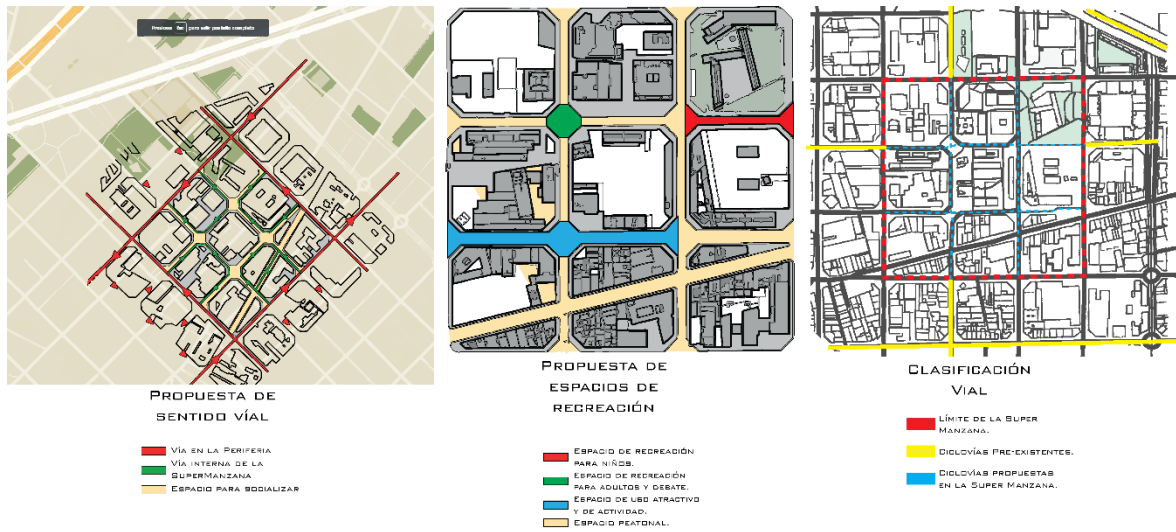 Presiona Esc para salir pantalla completa
Propuesta de
sentido víal
Vía en la Periferia
Vía interna de la
SuperManzana
Espacio para socializar
Propuesta de
espacios de
recreación
Espacio de recreación
para niños.
Espacio de recreación
para adultos y debate.
Espacio de uso atractivo
y de actividad.
Espacio peatonal.
Clasificación
Vial
Límite de la Super
Manzana.
Ciclovías Pre-existentes.
Ciclovías propuestas
en la Super Manzana.